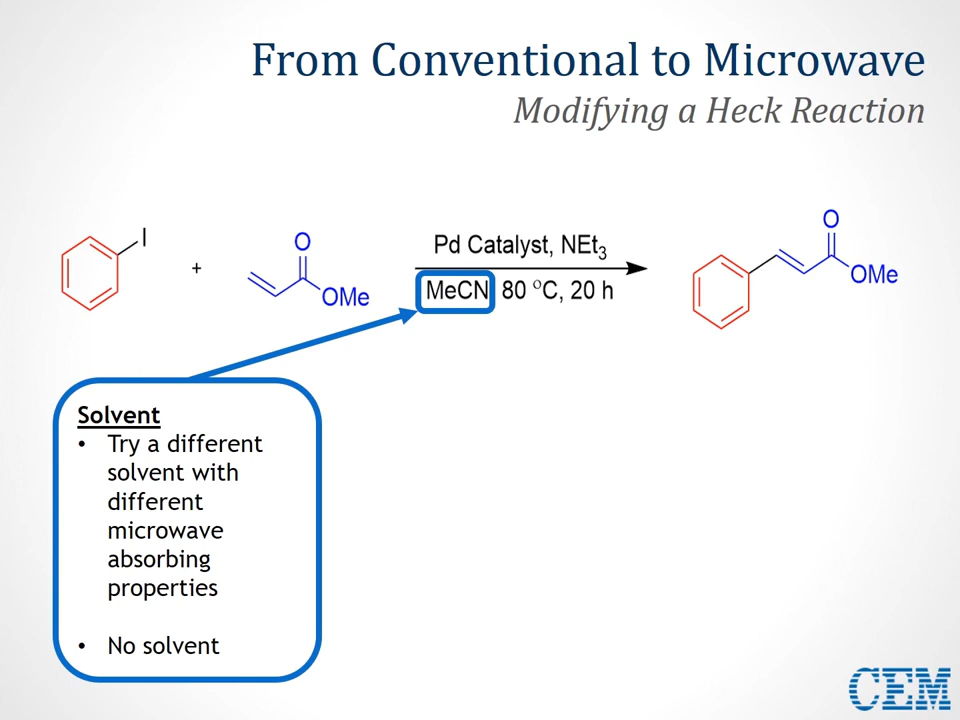 From Conventional to Microwave
Modifying a Heck Reaction
I
+
O
OMe
Pd Catalyst, NEt₃
MeCN, 80 °C, 20 h
O
OMe
Solvent
• Try a different
solvent with
different
microwave
absorbing
properties
• No solvent
CEM